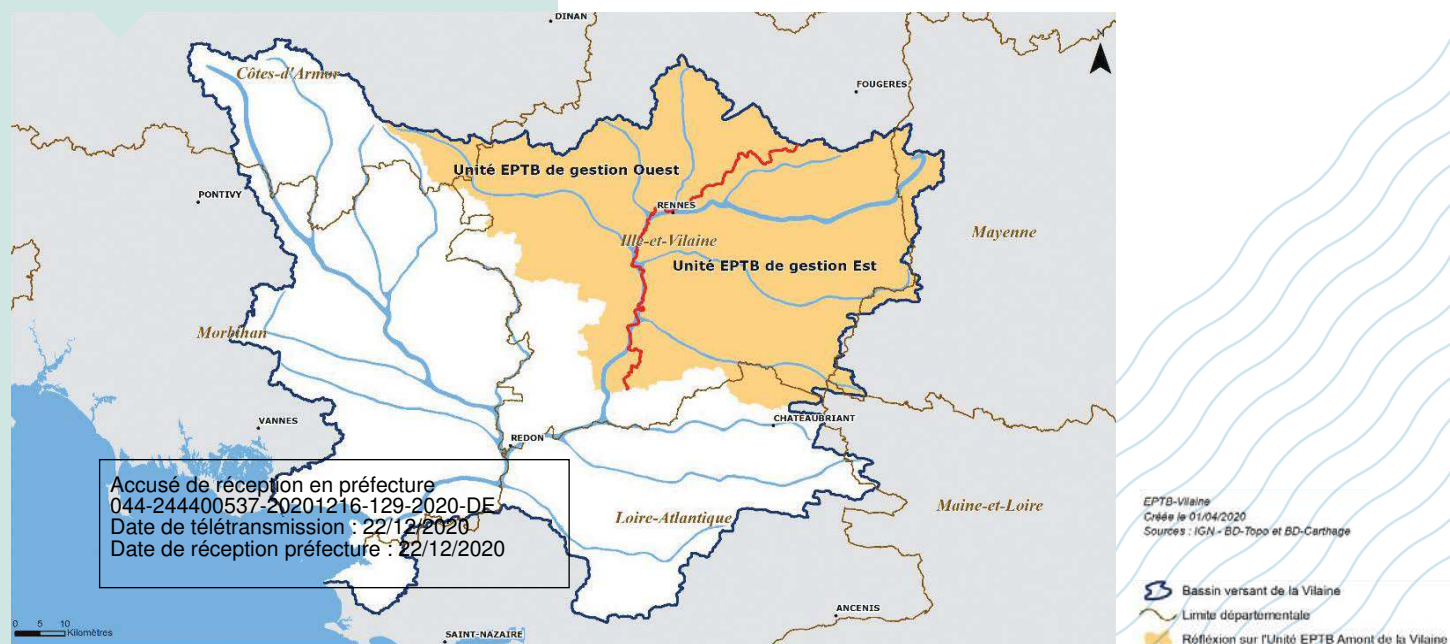 DINAN
N
Côtes-d'Armor
FOUGERES
Unité EPTB de gestion Ouest
PONTIVY
RENNES
Ille-et-Vilaine
Mayenne
Unité EPTB de gestion Est
Morbihan
VANNES
CHATEAUBRIANT
REDON
Accusé de réception en préfecture
044-244400537-20201216-129-2020-DE
Date de télétransmission : 22/12/2020
Date de réception préfecture : 22/12/2020
Loire-Atlantique
Maine-et-Loire
EPTB-Vilaine
Créée le 01/04/2020
Sources : IGN - BD-Topo et BD-Carthage
Bassin versant de la Vilaine
Limite départementale
Réfléxion sur l'Unité EPTB Amont de la Vilaine
ANCENIS
0 5 10
Kilomètres
SAINT-NAZAIRE